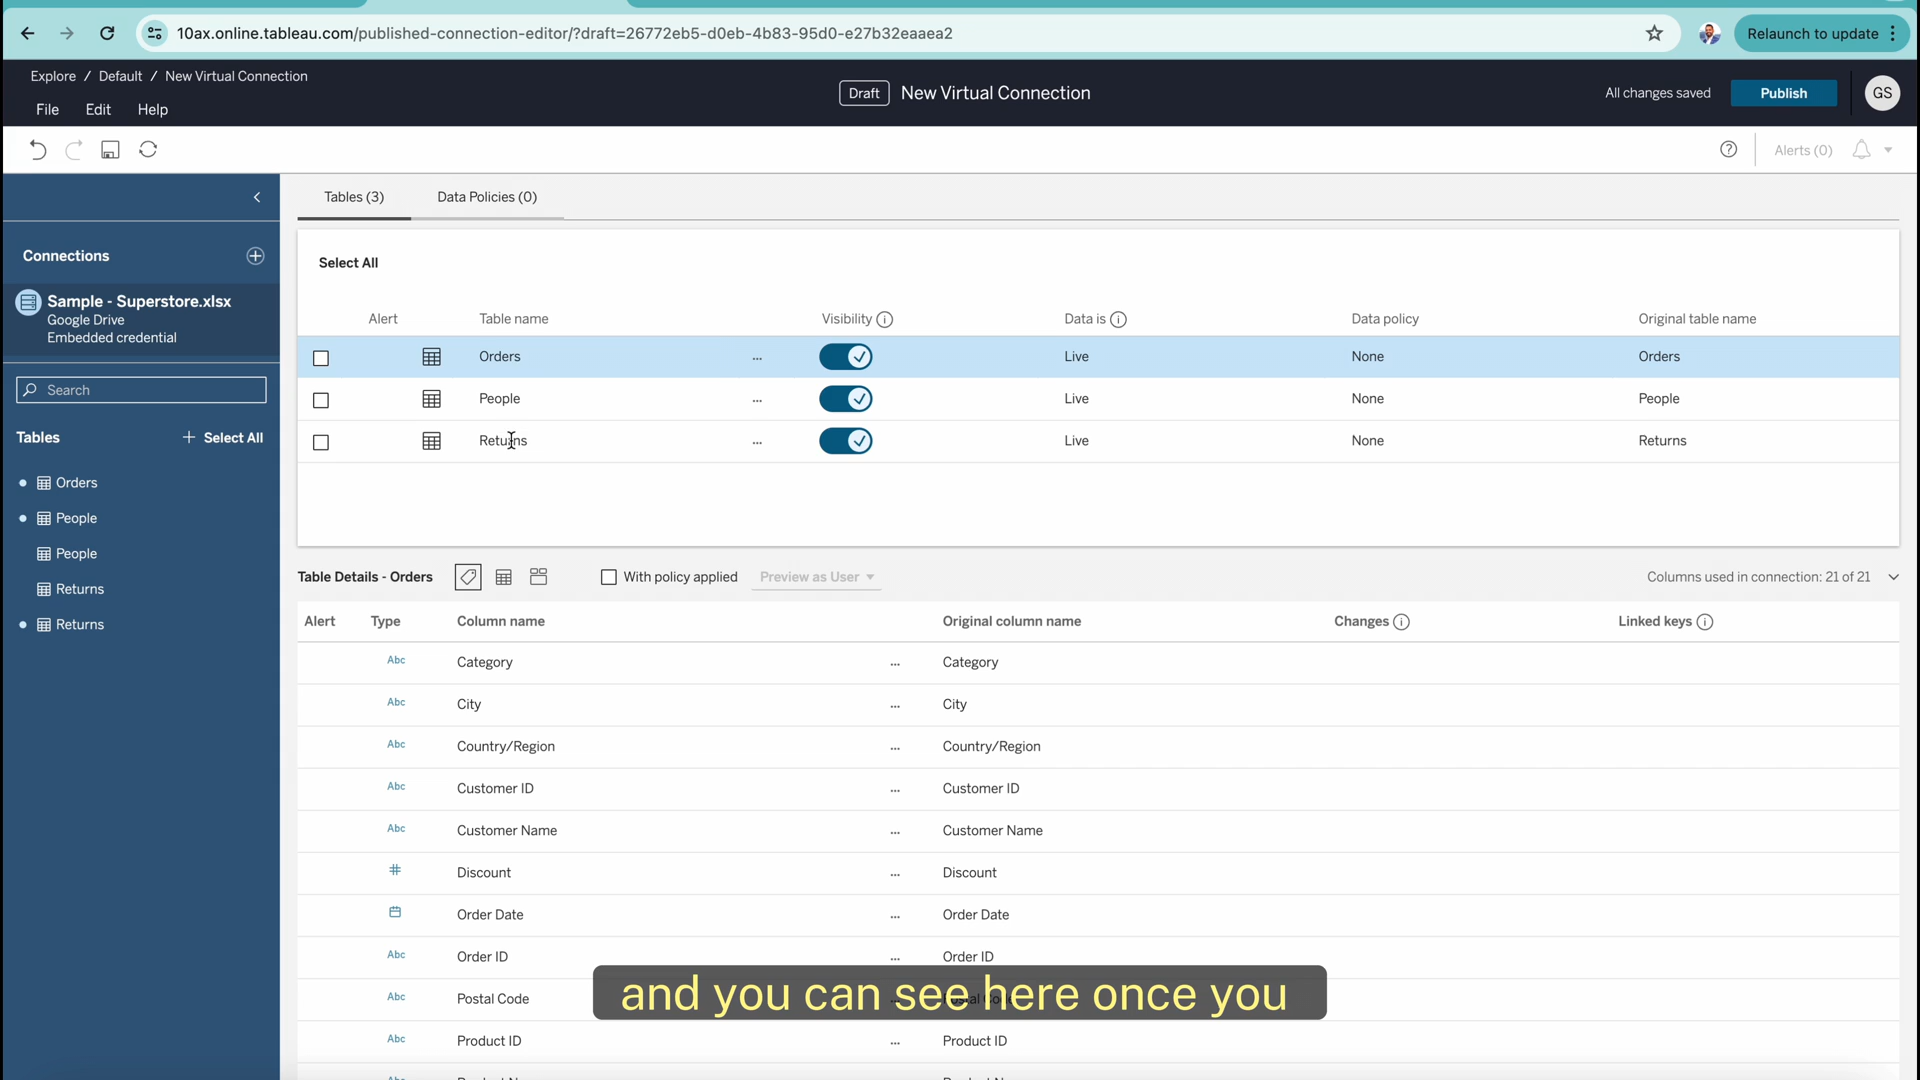 10ax.online.tableau.com/published-connection-editor/?draft=26772eb5-d0eb-4b83-95d0-e27b32eaaea2
Relaunch to update
Explore / Default / New Virtual Connection
File Edit Help
Draft New Virtual Connection
All changes saved
Publish
GS
Alerts (0)
Connections
Sample - Superstore.xlsx
Google Drive
Embedded credential
Search
Tables + Select All
Orders
People
People
Returns
Returns
Tables (3) Data Policies (0)
Select All
Alert Table name Visibility Data is Data policy Original table name
Orders ... Live None Orders
People ... Live None People
Returns ... Live None Returns
Table Details - Orders With policy applied Preview as User Columns used in connection: 21 of 21
Alert Type Column name Original column name Changes Linked keys
Abc Category ... Category
Abc City ... City
Abc Country/Region ... Country/Region
Abc Customer ID ... Customer ID
Abc Customer Name ... Customer Name
# Discount ... Discount
Order Date ... Order Date
Abc Order ID ... Order ID
Abc Postal Code
Abc Product ID ... Product ID
and you can see here once you